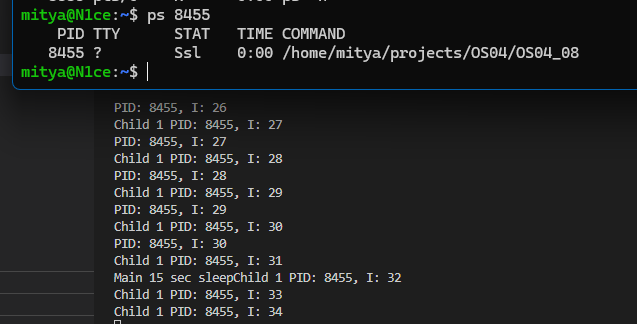 mitya@N1ce:~$ ps 8455
PID TTY STAT TIME COMMAND
8455 ? Ssl 0:00 /home/mitya/projects/OS04/OS04_08
mitya@N1ce:~$
PID: 8455, I: 26
Child 1 PID: 8455, I: 27
PID: 8455, I: 27
Child 1 PID: 8455, I: 28
PID: 8455, I: 28
Child 1 PID: 8455, I: 29
PID: 8455, I: 29
Child 1 PID: 8455, I: 30
PID: 8455, I: 30
Child 1 PID: 8455, I: 31
Main 15 sec sleepChild 1 PID: 8455, I: 32
Child 1 PID: 8455, I: 33
Child 1 PID: 8455, I: 34